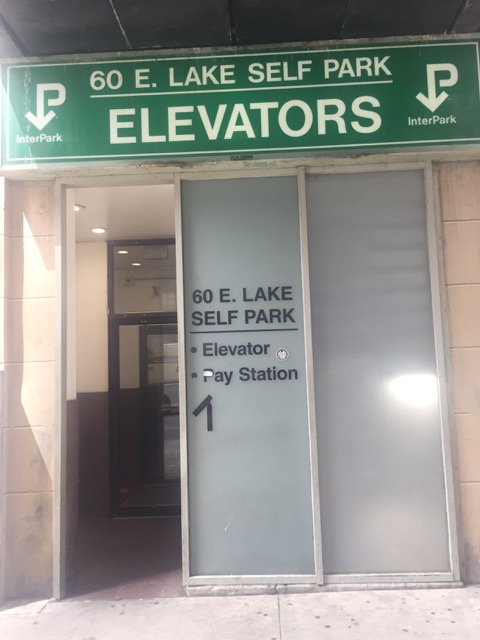 60 E. LAKE SELF PARK
ELEVATORS
P
InterPark
P
InterPark
60 E. LAKE
SELF PARK
• Elevator
• Pay Station